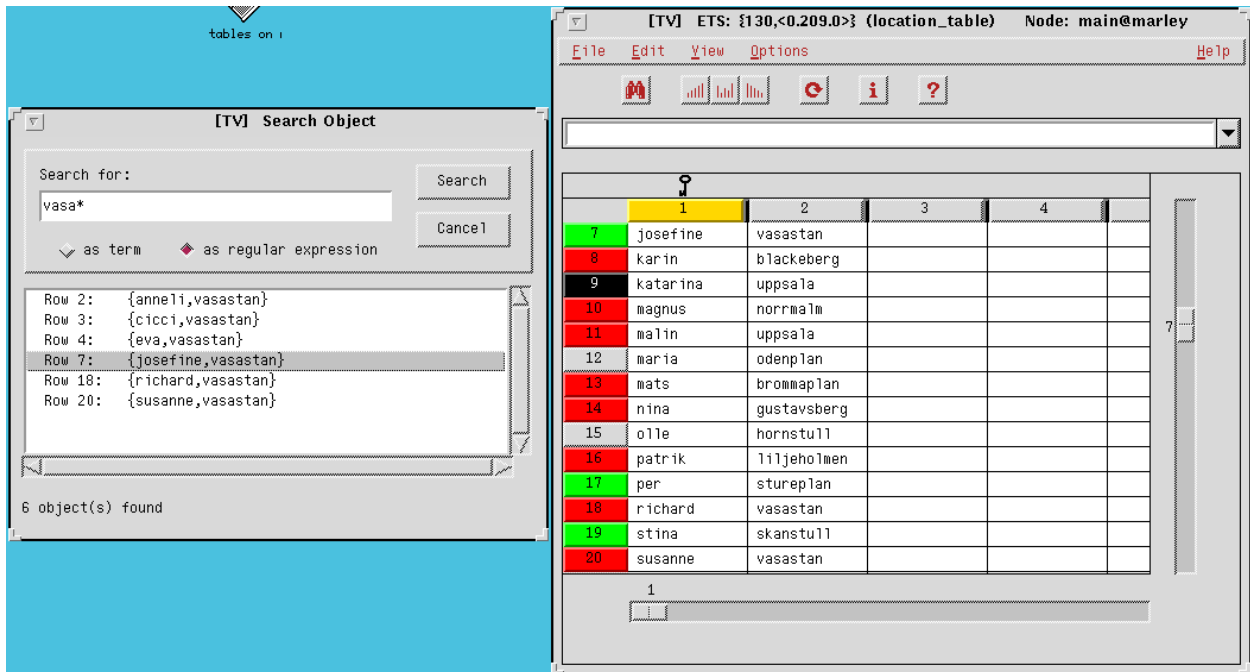 tables on
[TV] Search Object
Search for:
Search
vasa*
Cancel
as term as regular expression
Row 2: {anneli,vasastan}
Row 3: {cicci,vasastan}
Row 4: {eva,vasastan}
Row 7: {josefine,vasastan}
Row 18: {richard,vasastan}
Row 20: {susanne,vasastan}
6 object(s) found
[TV] ETS: {130,<0.209.0>} (location_table) Node: main@marley
File Edit View Options Help
i ?
1 2 3 4
7 josefine vasastan
8 karin blackeberg
9 katarina uppsala
10 magnus norrmalm
11 malin uppsala
12 maria odenplan
13 mats brommaplan
14 nina gustavsberg
15 olle hornstull
16 patrik liljeholmen
17 per stureplan
18 richard vasastan
19 stina skanstull
20 susanne vasastan
7
1